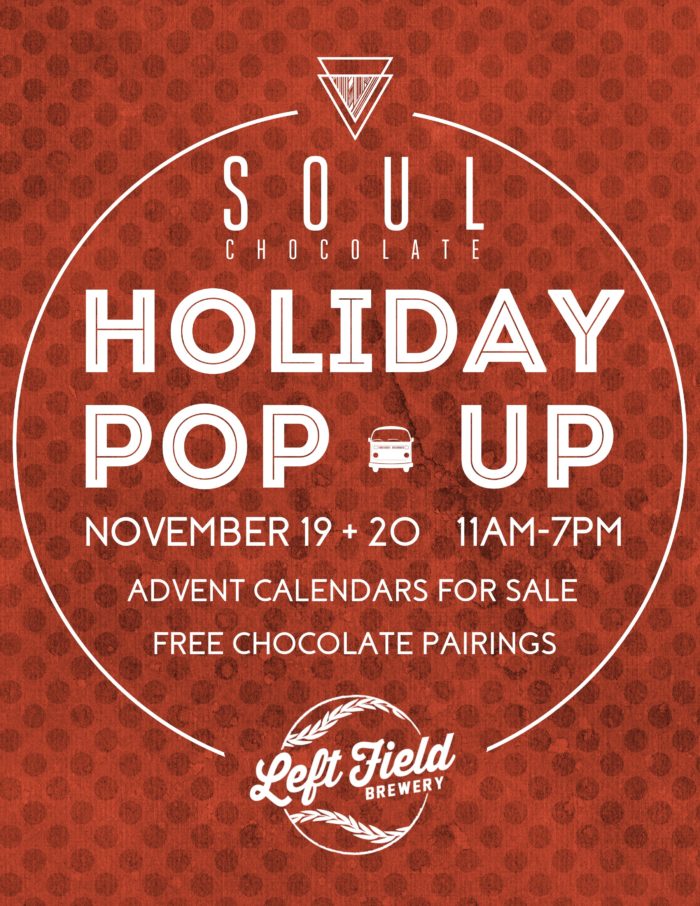 SOUL
CHOCOLATE
HOLIDAY
POP UP
NOVEMBER 19 + 20 11AM-7PM
ADVENT CALENDARS FOR SALE
FREE CHOCOLATE PAIRINGS
Left Field
BREWERY